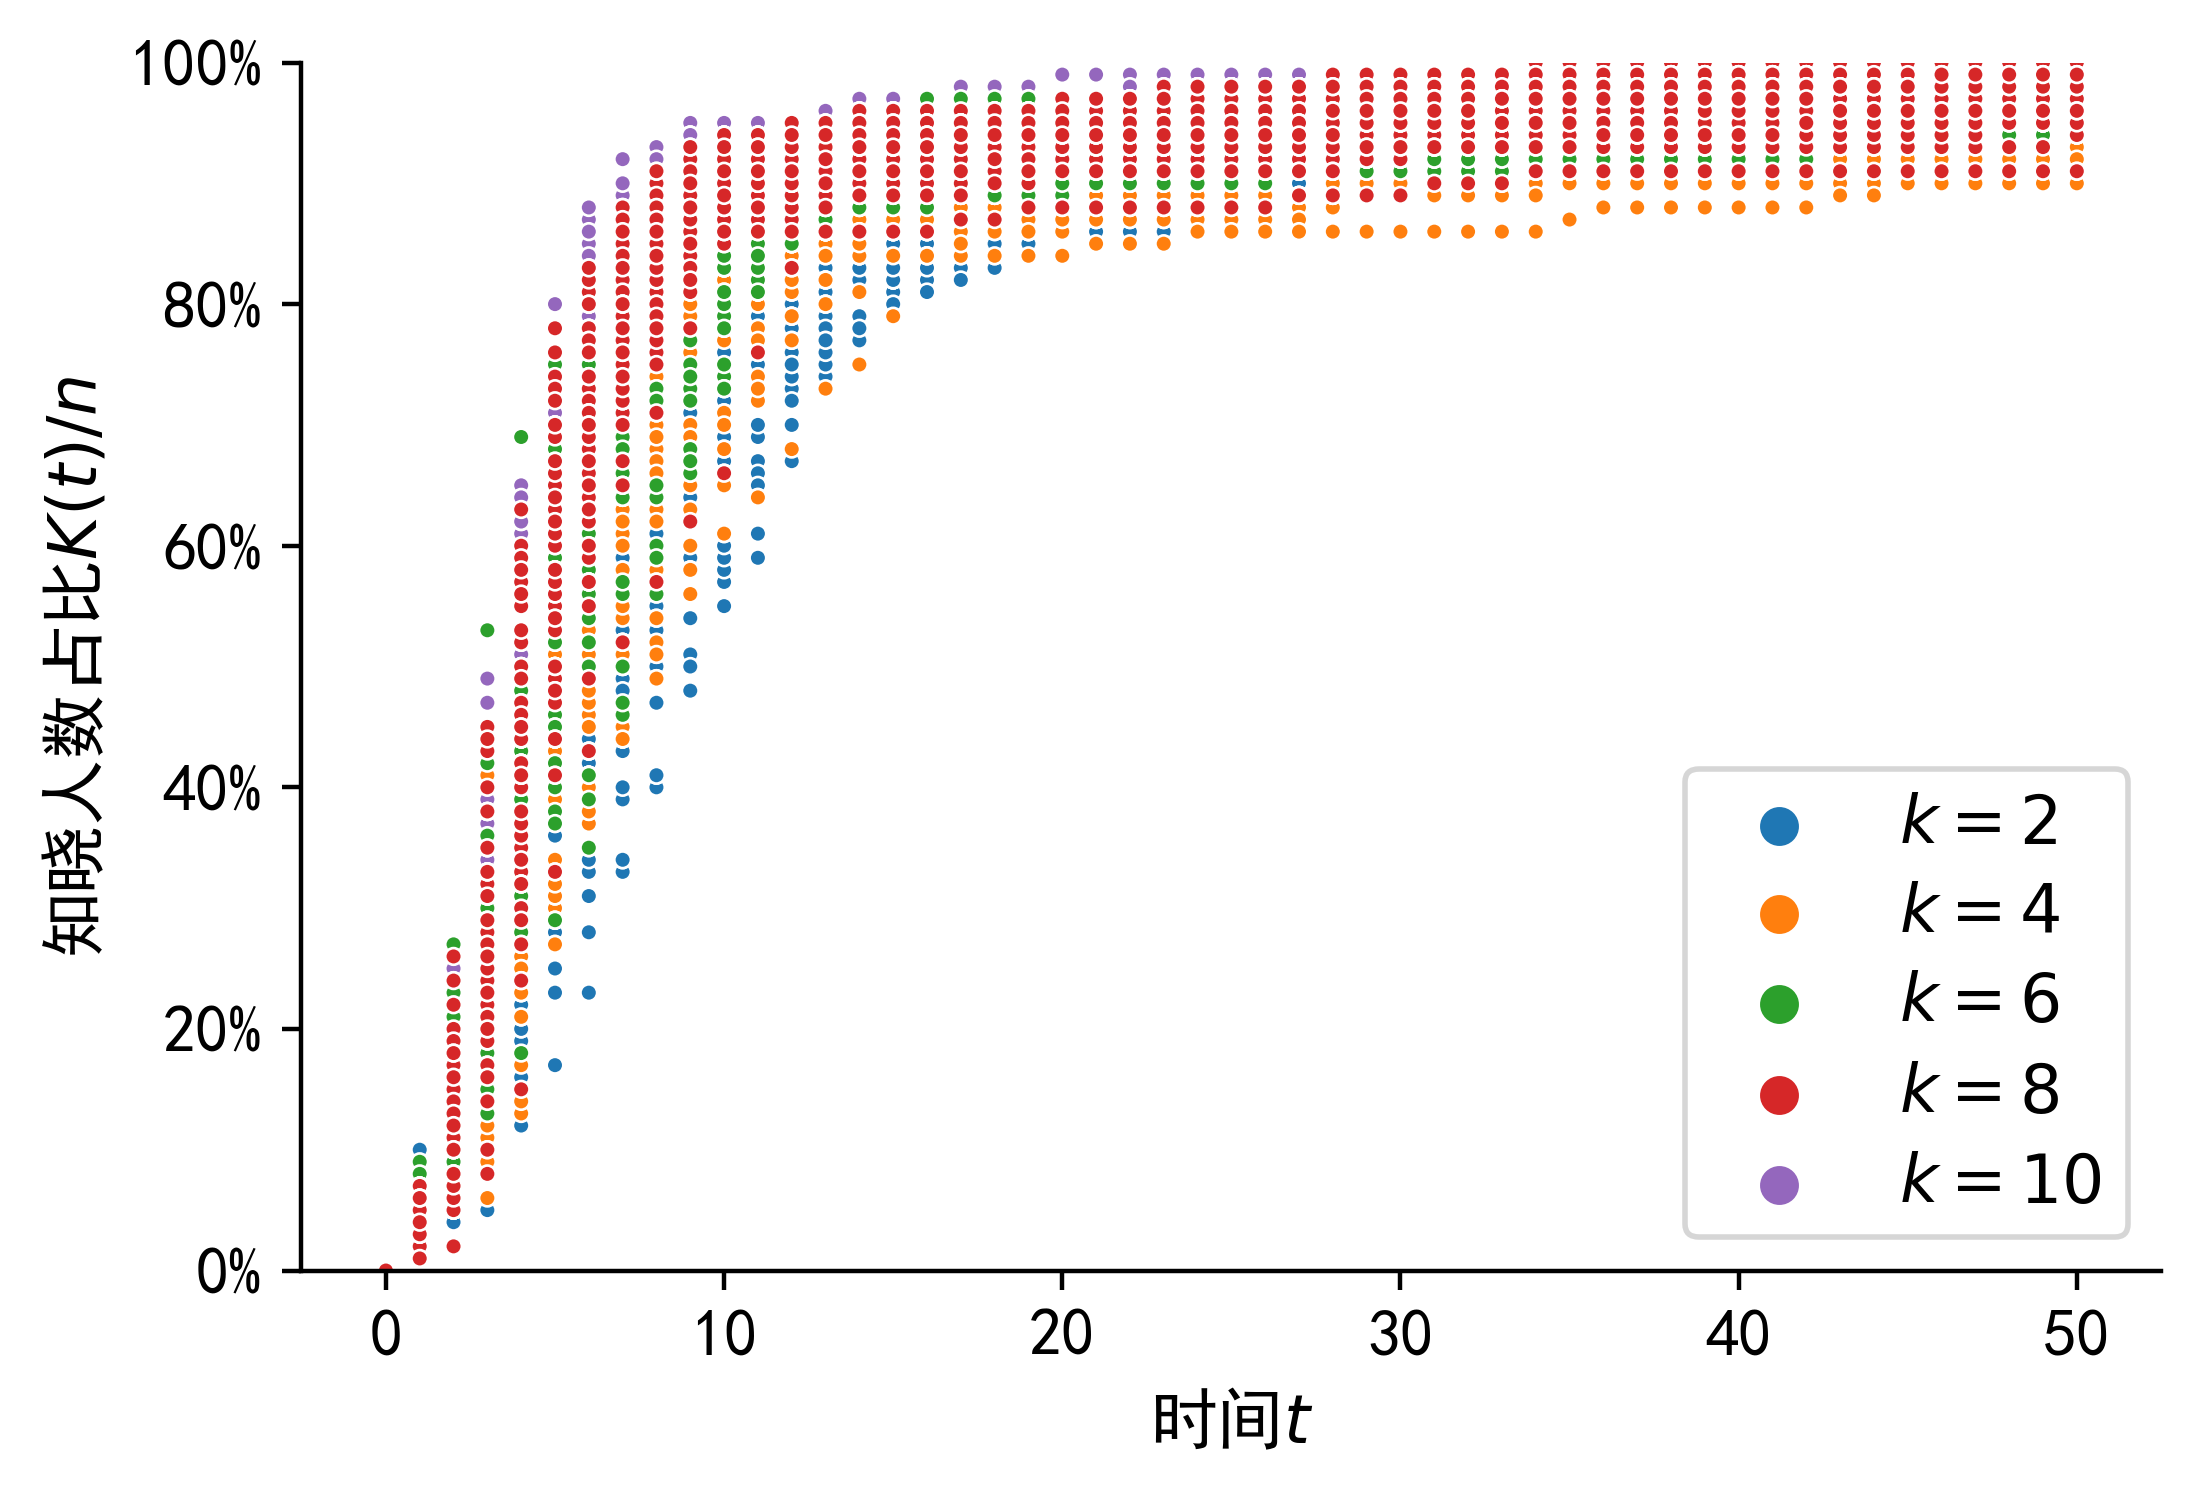 100%
80%
60%
40%
20%
0%
知晓人数占比K(t)/n
0 10 20 30 40 50
时间t
k = 2
k = 4
k = 6
k = 8
k = 10